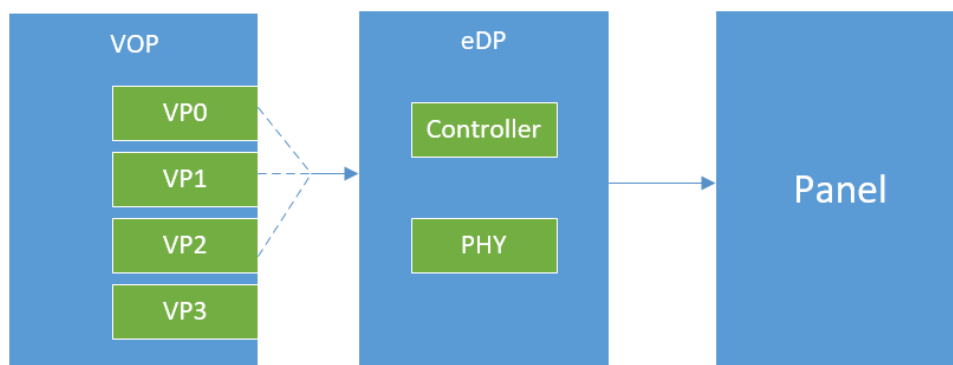 VOP
VP0
VP1
VP2
VP3
eDP
Controller
PHY
Panel